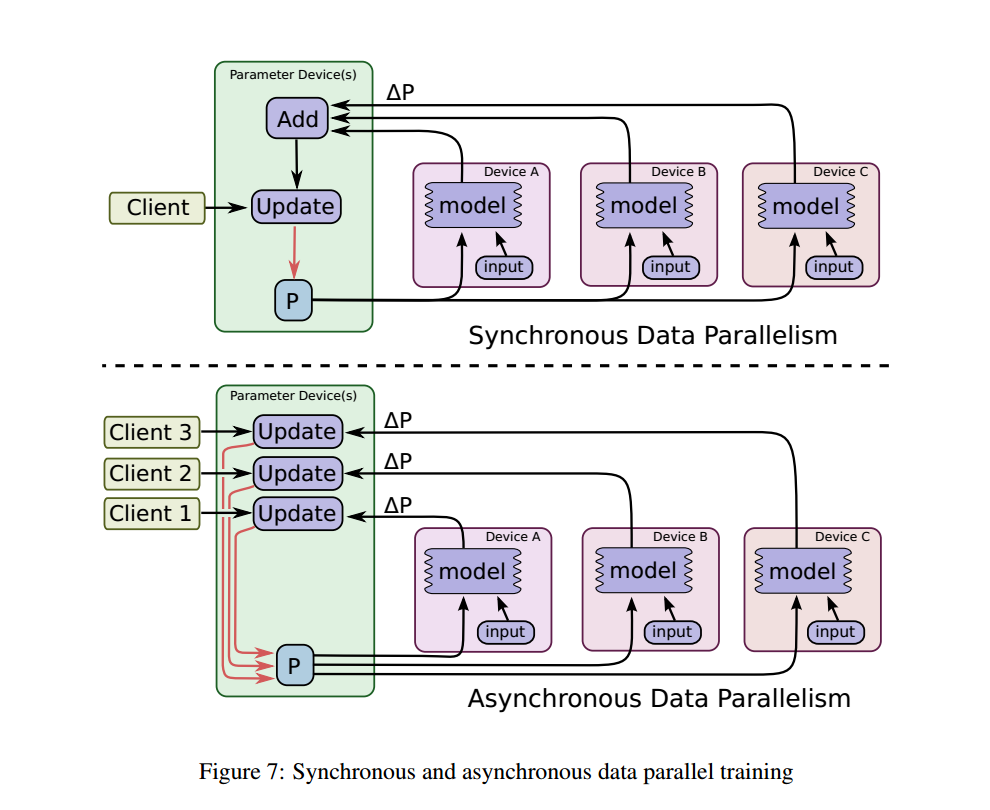 Parameter Device(s)
ΔP
Add
Device A
Device B
Device C
Client
Update
model
model
model
input
input
input
P
Synchronous Data Parallelism
Parameter Device(s)
Client 3
Update
ΔP
Client 2
Update
ΔP
Client 1
Update
ΔP
Device A
Device B
Device C
model
model
model
input
input
input
P
Asynchronous Data Parallelism
Figure 7: Synchronous and asynchronous data parallel training